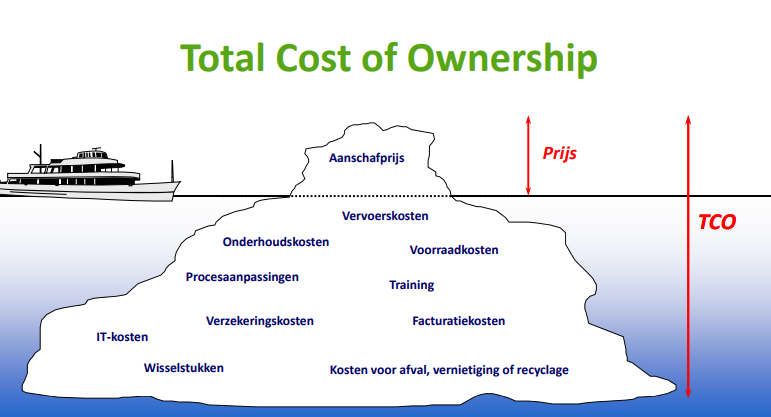 Total Cost of Ownership
Aanschafprijs
Prijs
Vervoerskosten
TCO
Onderhoudskosten
Voorraadkosten
Procesaanpassingen
Training
Verzekeringskosten
Facturatiekosten
IT-kosten
Wisselstukken
Kosten voor afval, vernietiging of recyclage